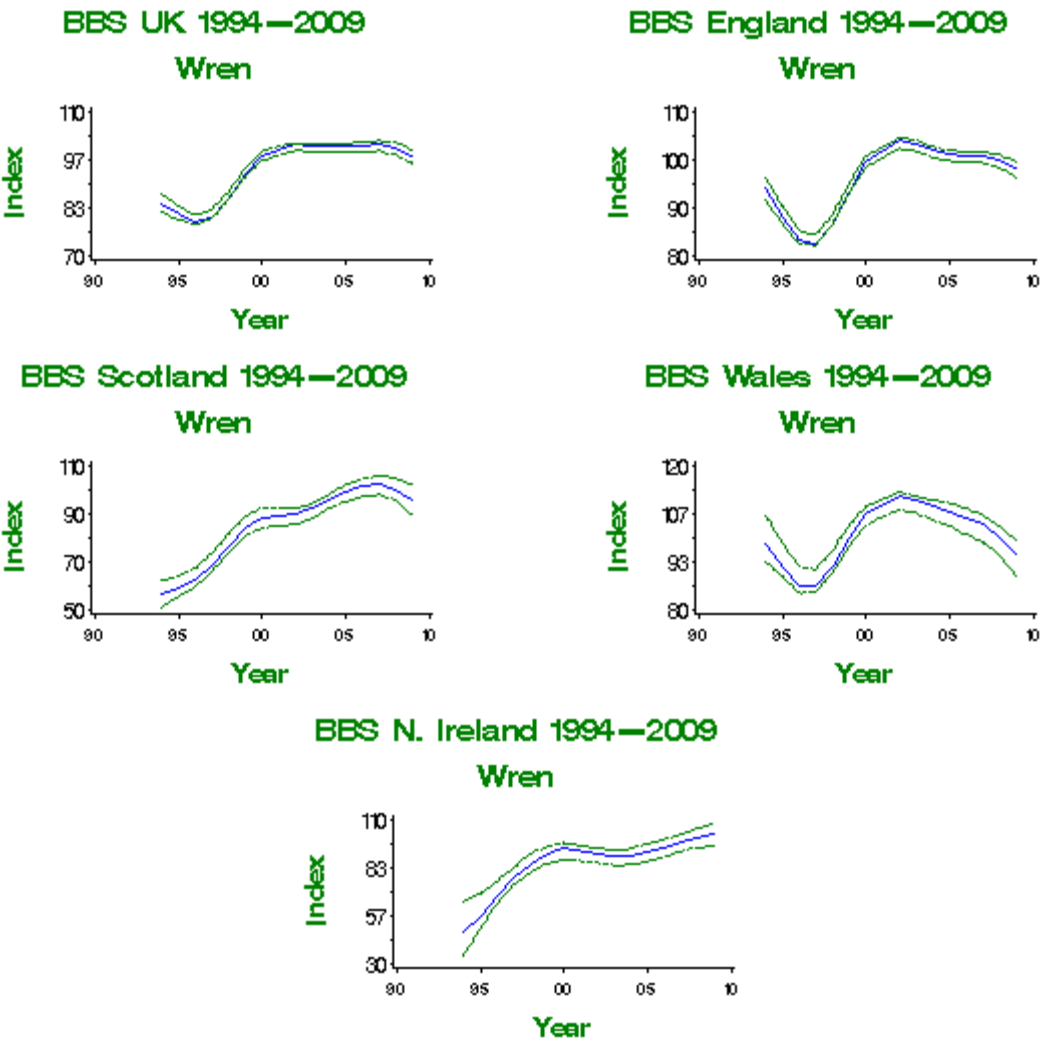 BBS UK 1994—2009
Wren
110
97
83
70
Index
90 95 00 05 10
Year
BBS England 1994—2009
Wren
110
100
90
80
Index
90 95 00 05 10
Year
BBS Scotland 1994—2009
Wren
110
90
70
50
Index
90 95 00 05 10
Year
BBS Wales 1994—2009
Wren
120
107
93
80
Index
90 95 00 05 10
Year
BBS N. Ireland 1994—2009
Wren
110
83
57
30
Index
90 95 00 05 10
Year